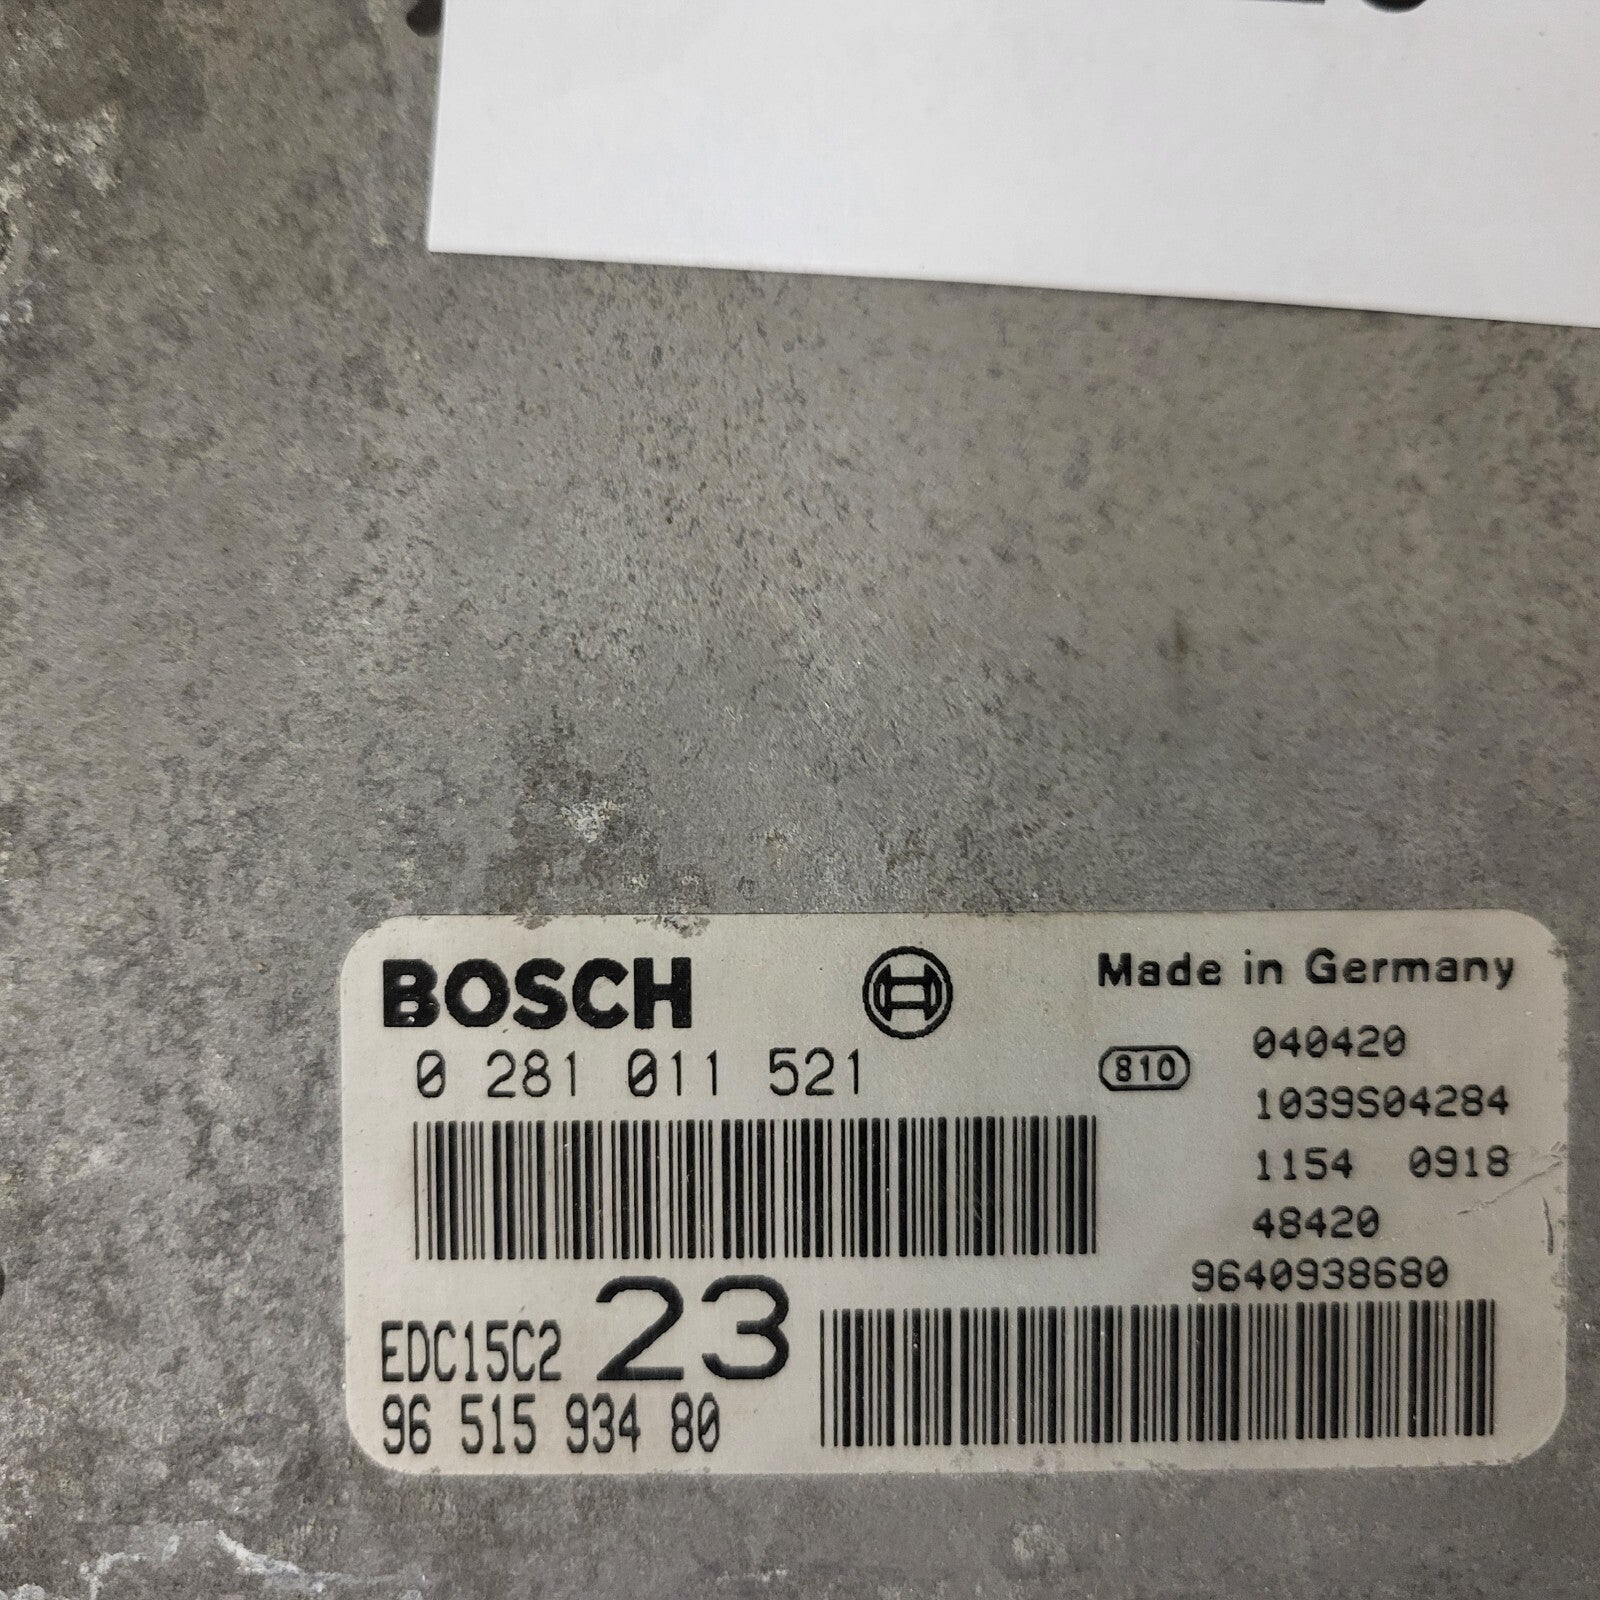 BOSCH
Made in Germany
0 281 011 521
810
040420
1039S04284
1154 0918
48420
9640938680
EDC15C2 23
96 515 934 80